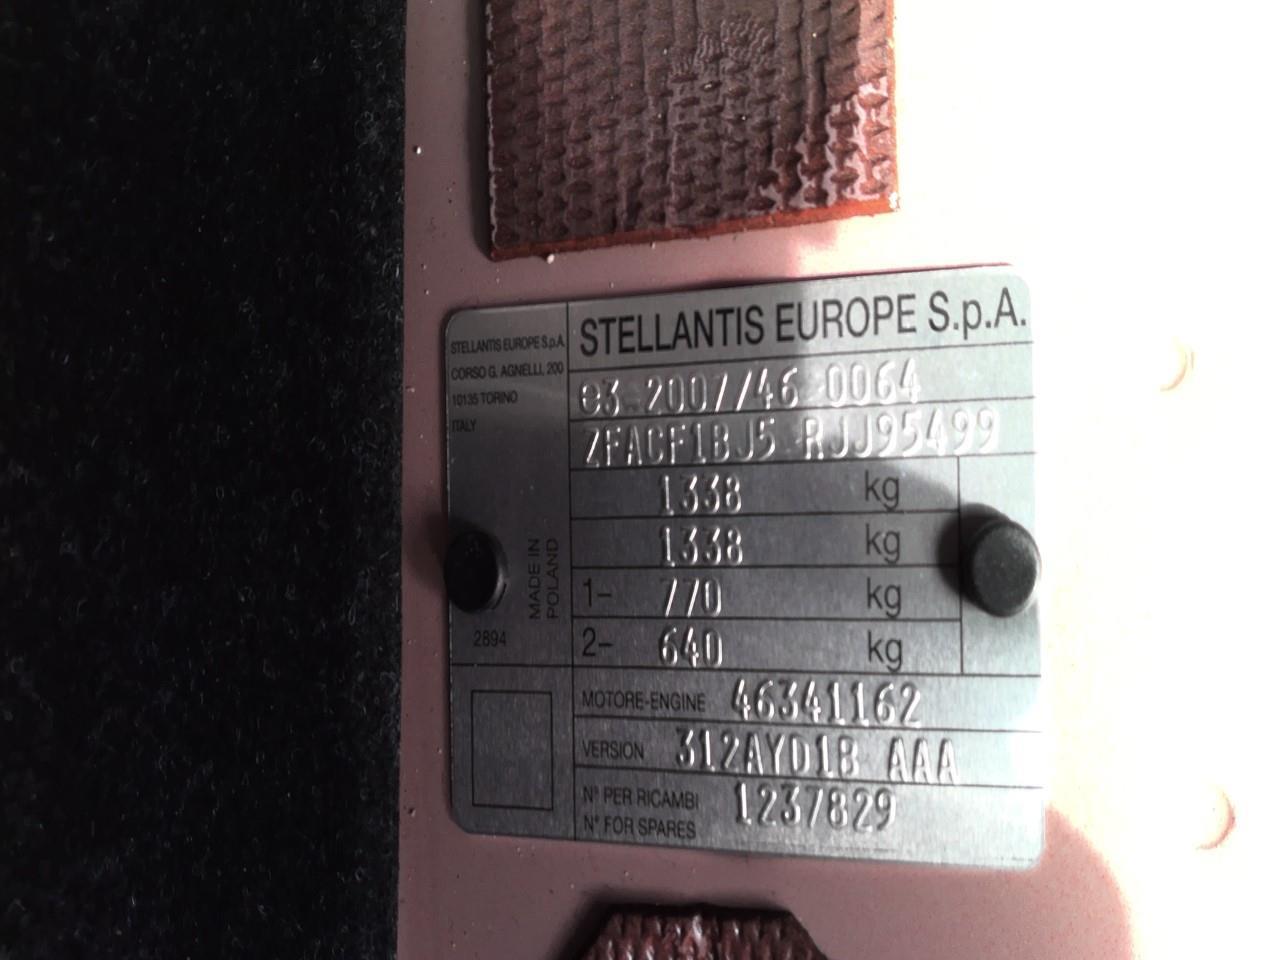 STELLANTIS EUROPE S.p.A.
CORSO G. AGNELLI, 200
10135 TORINO
ITALY
MADE IN
POLAND
2894
STELLANTIS EUROPE S.p.A.
e3 2007/46 0064
ZFACF1BJ5 RJJ95499
1338 kg
1338 kg
1- 770 kg
2- 640 kg
MOTORE-ENGINE 46341162
VERSION 312AYD1B AAA
N° PER RICAMBI
N° FOR SPARES
1237829